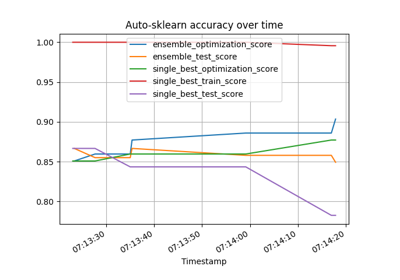 Auto-sklearn accuracy over time
1.00
0.95
0.90
0.85
0.80
ensemble_optimization_score
ensemble_test_score
single_best_optimization_score
single_best_train_score
single_best_test_score
07:13:30
07:13:40
07:13:50
07:14:00
07:14:10
07:14:20
Timestamp